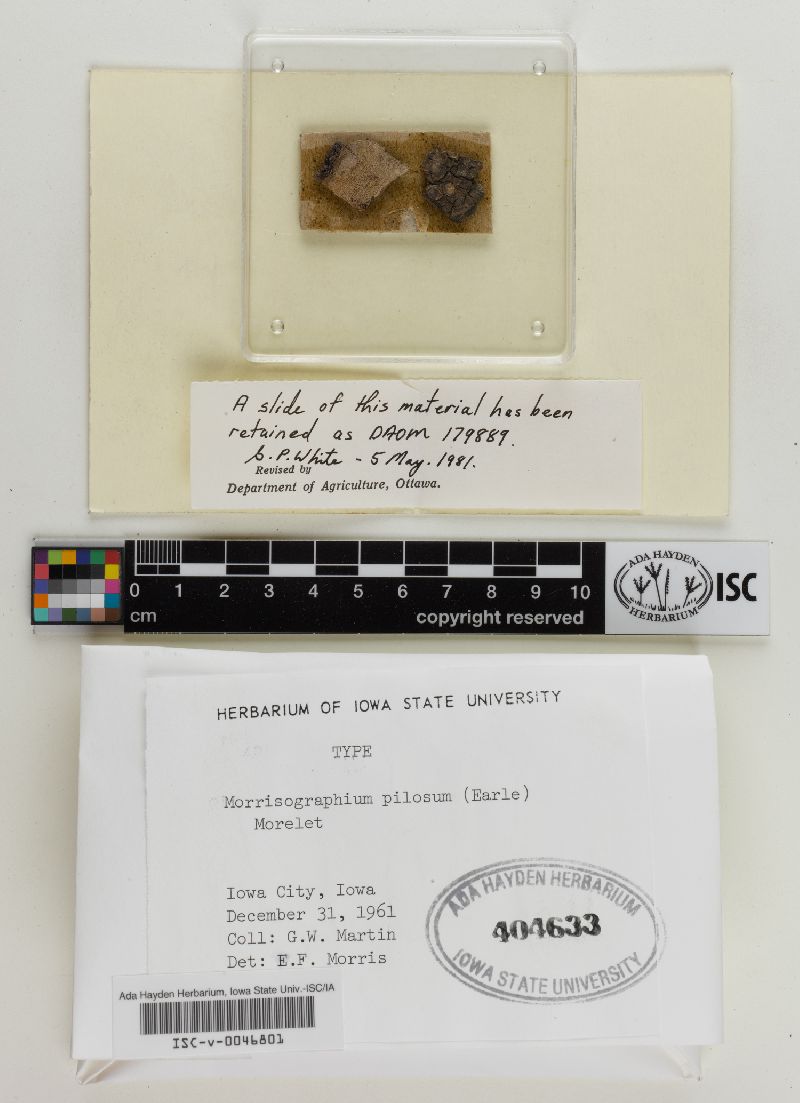 A slide of this material has been
retained as DAOM 179889.
G.P. White - 5 May. 1981.
Revised by
Department of Agriculture, Ottawa.
0 1 2 3 4 5 6 7 8 9 10
cm
copyright reserved
ADA HAYDEN
HERBARIUM
ISC
HERBARIUM OF IOWA STATE UNIVERSITY
TYPE
Morrisographium pilosum (Earle)
Morelet
Iowa City, Iowa
December 31, 1961
Coll: G.W. Martin
Det: E.F. Morris
ADA HAYDEN HERBARIUM
404633
IOWA STATE UNIVERSITY
Ada Hayden Herbarium, Iowa State Univ.-ISC/IA
ISC-v-0046801